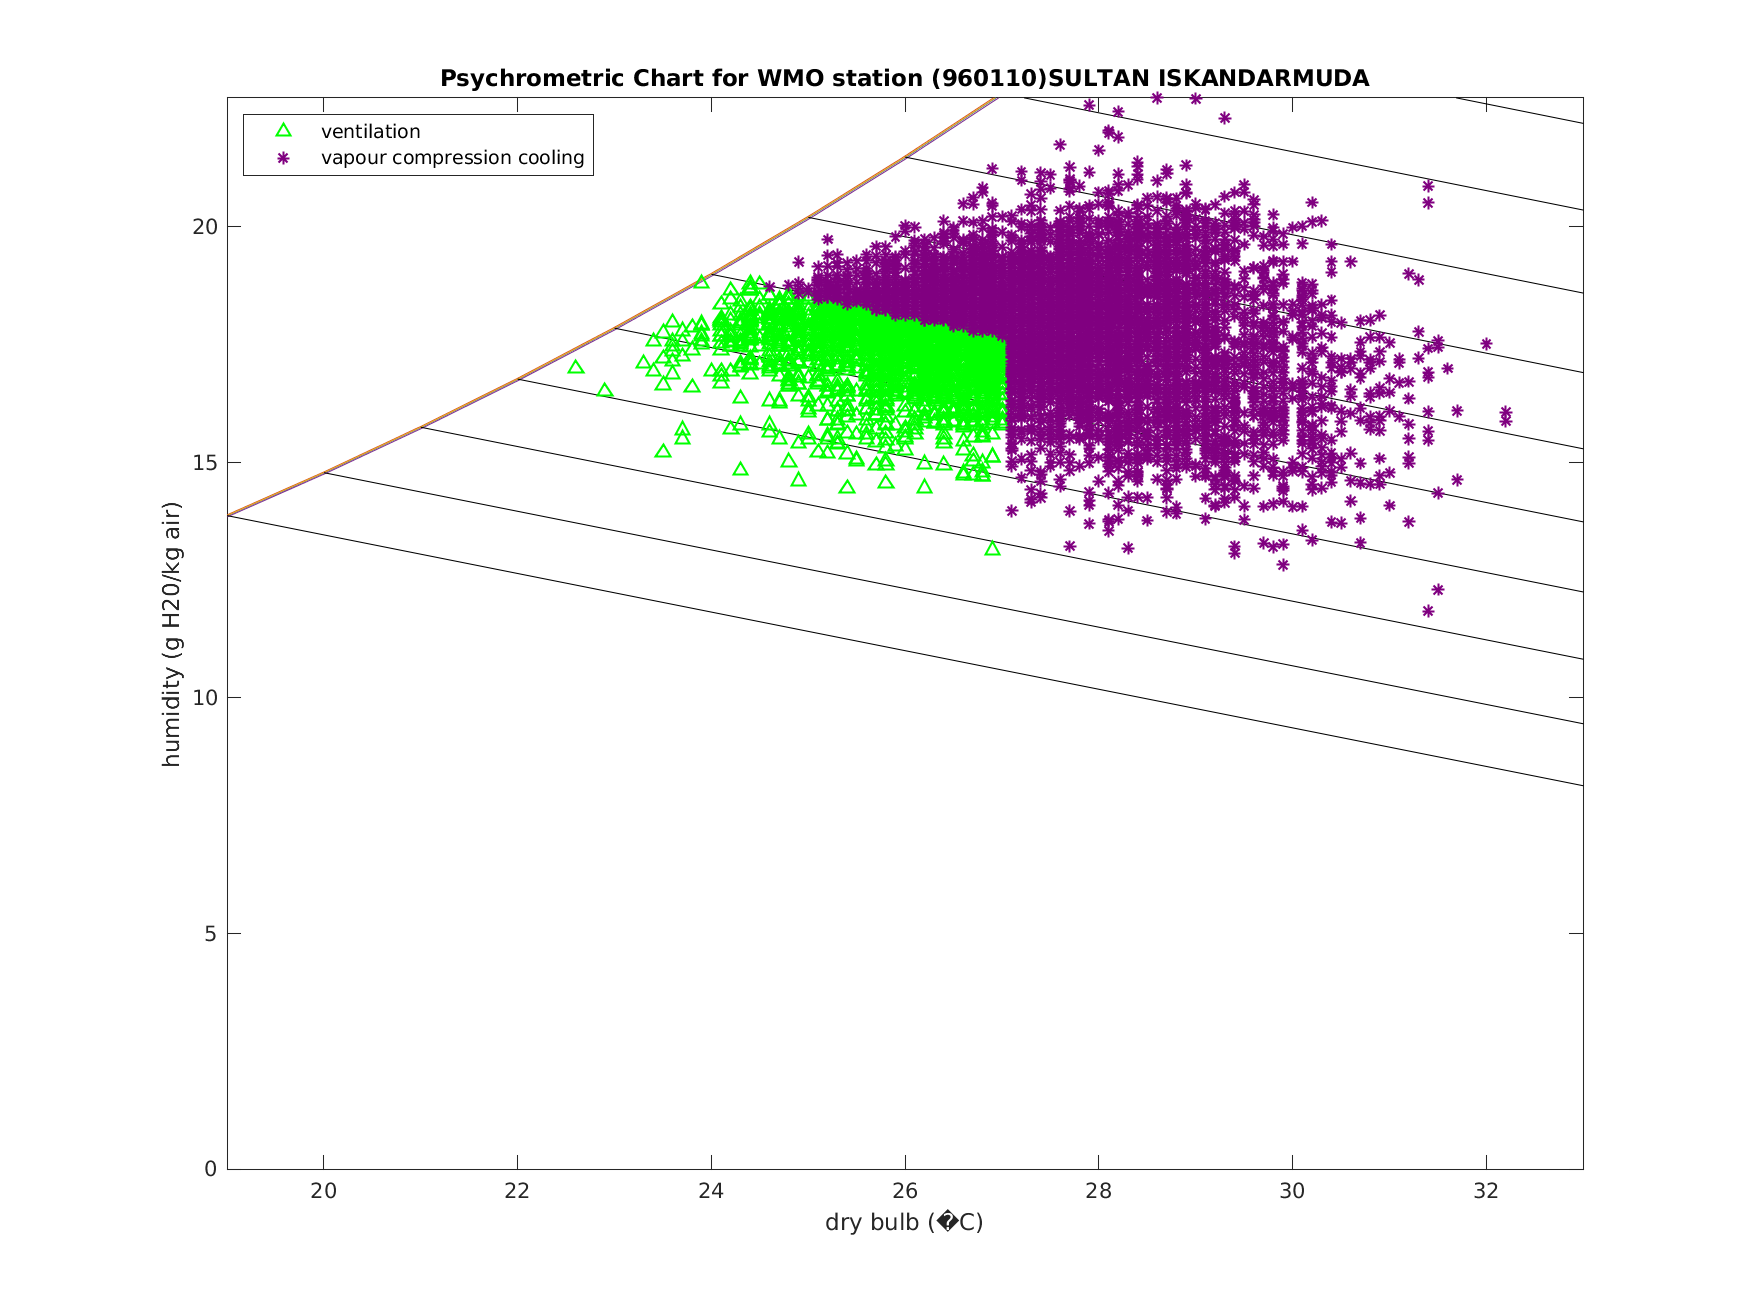 Psychrometric Chart for WMO station (960110)SULTAN ISKANDARMUDA
ventilation
vapour compression cooling
humidity (g H20/kg air)
20
15
10
5
0
20 22 24 26 28 30 32
dry bulb (�C)